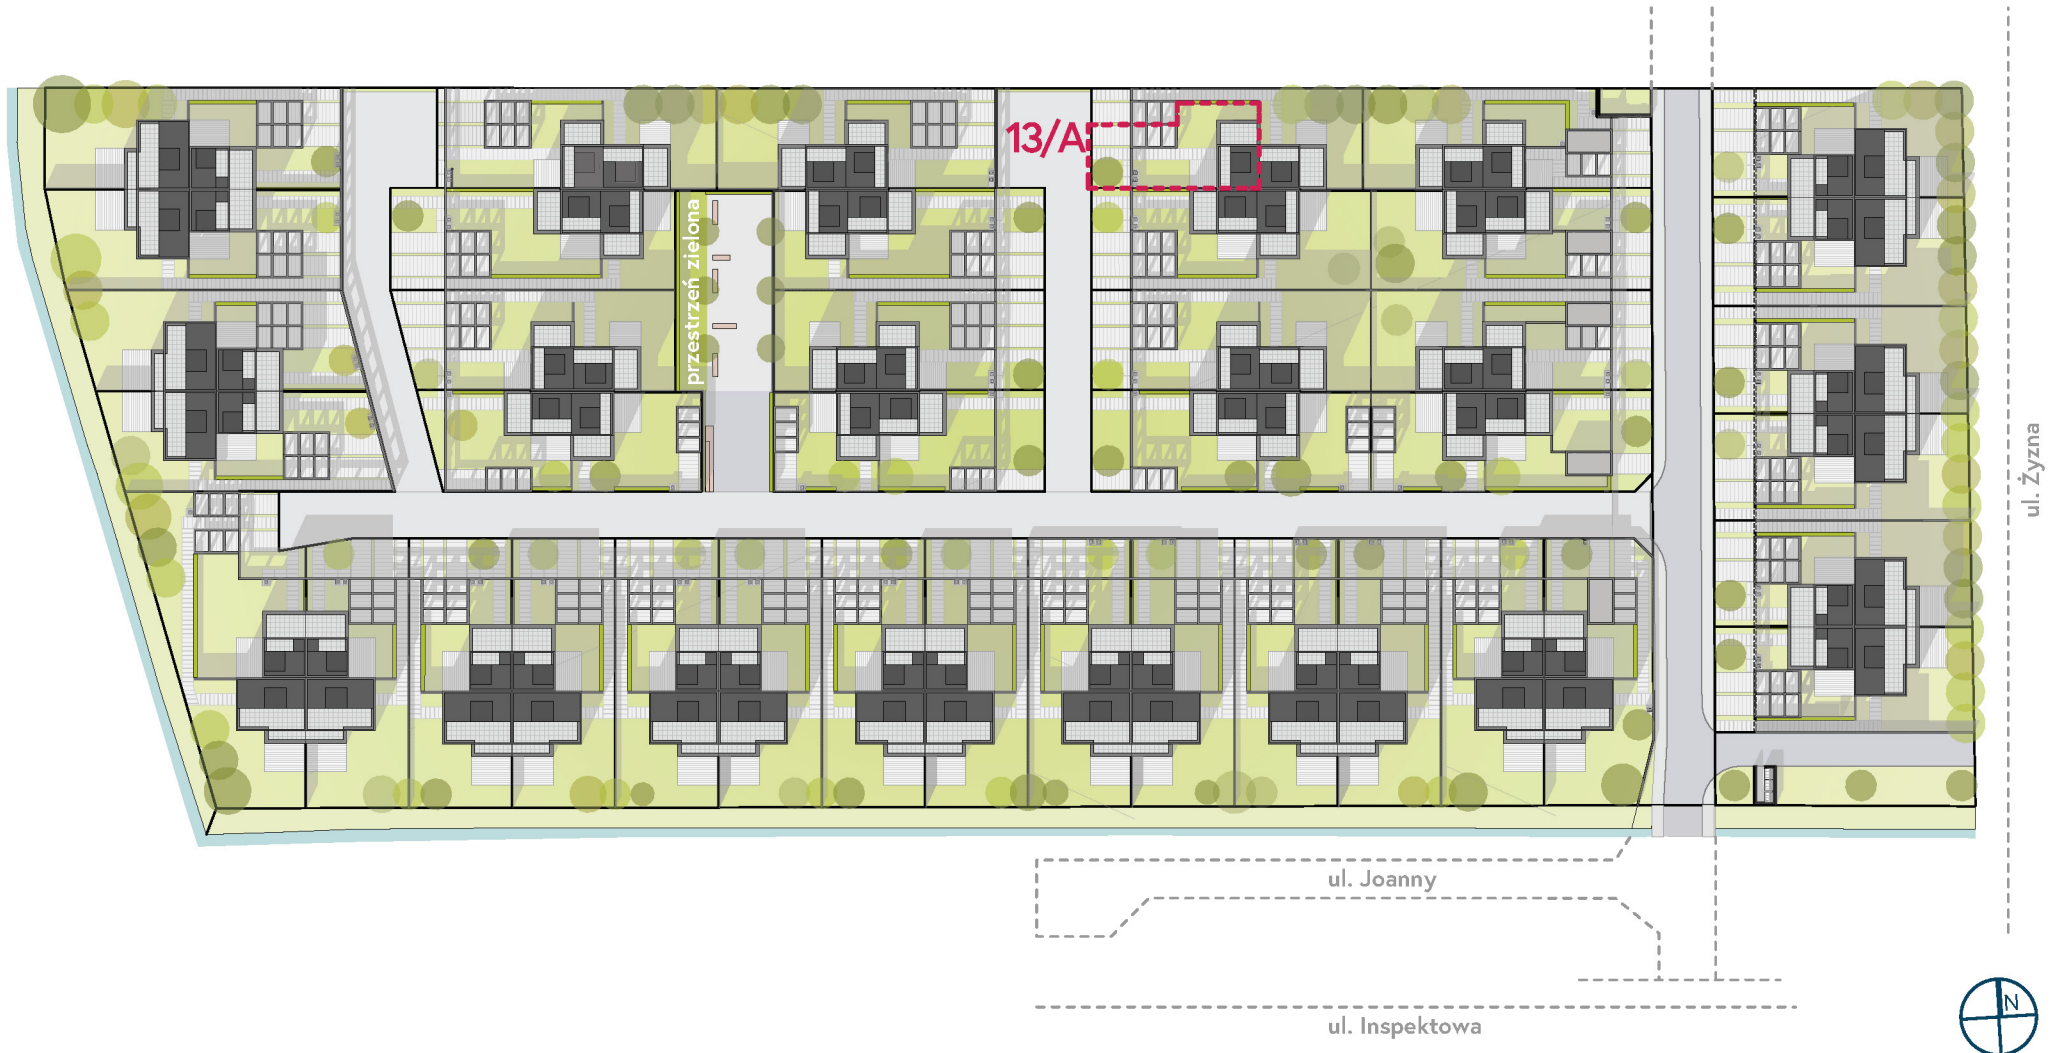 13/A
przestrzeń zielona
ul. Żyzna
ul. Joanny
ul. Inspektowa
N